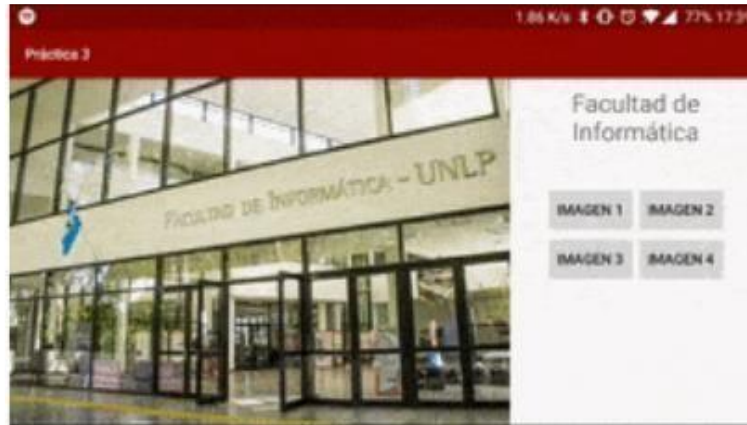 1.86 K/s 77% 17:36
Práctica 3
FACULTAD DE INFORMÁTICA - UNLP
Facultad de
Informática
IMAGEN 1 IMAGEN 2
IMAGEN 3 IMAGEN 4